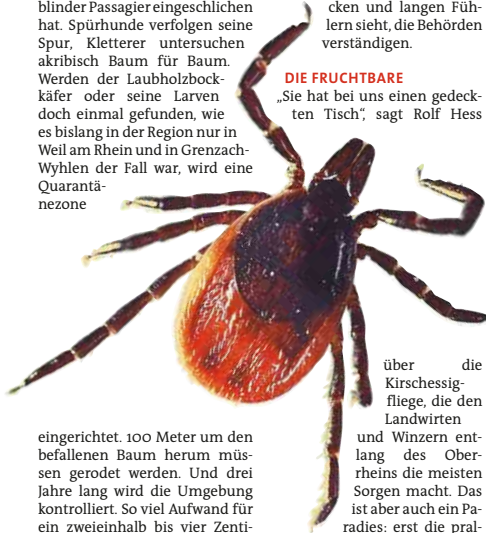 blinder Passagier eingeschlichen
hat. Spürhunde verfolgen seine
Spur, Kletterer untersuchen
akribisch Baum für Baum.
Werden der Laubholzbock-
käfer oder seine Larven
doch einmal gefunden, wie
es bislang in der Region nur in
Weil am Rhein und in Grenzach-
Wyhlen der Fall war, wird eine
Quarantä-
nezone
eingerichtet. 100 Meter um den
befallenen Baum herum müs-
sen gerodet werden. Und drei
Jahre lang wird die Umgebung
kontrolliert. So viel Aufwand für
ein zweieinhalb bis vier Zenti-
cken und langen Füh-
lern sieht, die Behörden
verständigen.
DIE FRUCHTBARE
„Sie hat bei uns einen gedeck-
ten Tisch“, sagt Rolf Hess
über die
Kirschessig-
fliege, die den
Landwirten
und Winzern ent-
lang des Ober-
rheins die meisten
Sorgen macht. Das
ist aber auch ein Pa-
radies: erst die pral-